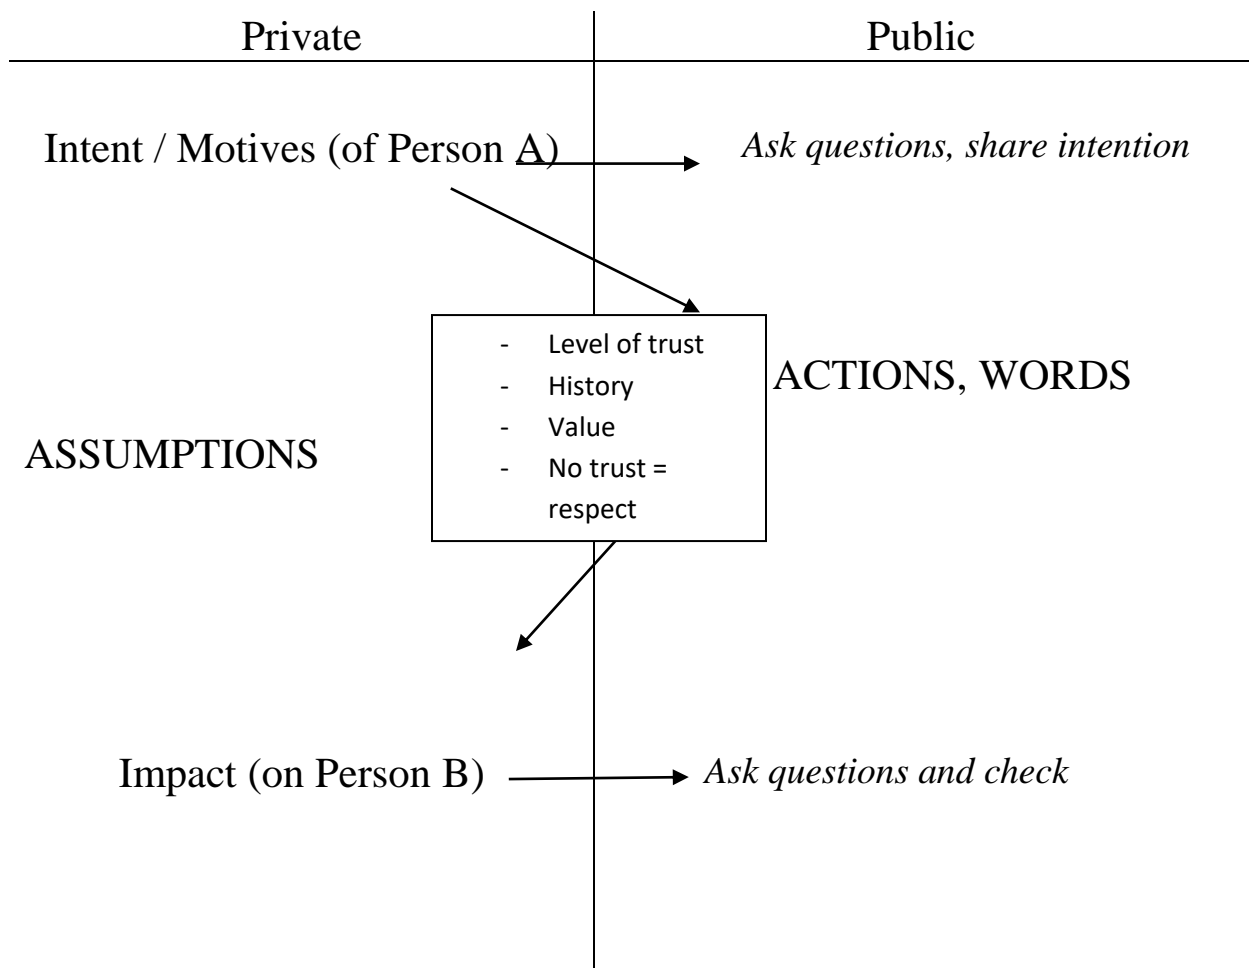 Private
Public
Intent / Motives (of Person A)
Ask questions, share intention
- Level of trust
- History
- Value
- No trust =
respect
ACTIONS, WORDS
ASSUMPTIONS
Impact (on Person B)
Ask questions and check